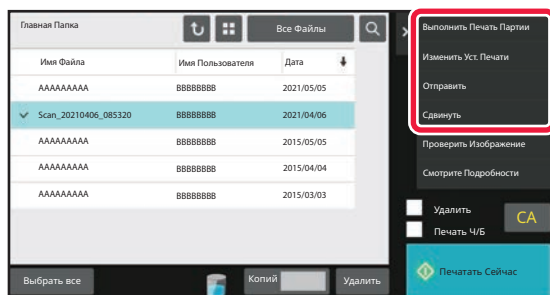 Главная Папка
Все Файлы
Имя Файла Имя Пользователя Дата
AAAAAAAAA BBBBBBBB 2021/05/05
Scan_20210406_085320 BBBBBBBB 2021/04/06
AAAAAAAAA BBBBBBBB 2015/05/05
AAAAAAAAA BBBBBBBB 2015/04/04
AAAAAAAAA BBBBBBBB 2015/03/03
Выбрать все Копий Удалить
Выполнить Печать Партии
Изменить Уст. Печати
Отправить
Сдвинуть
Проверить Изображение
Смотрите Подробности
Удалить
Печать Ч/Б
CA
Печатать Сейчас